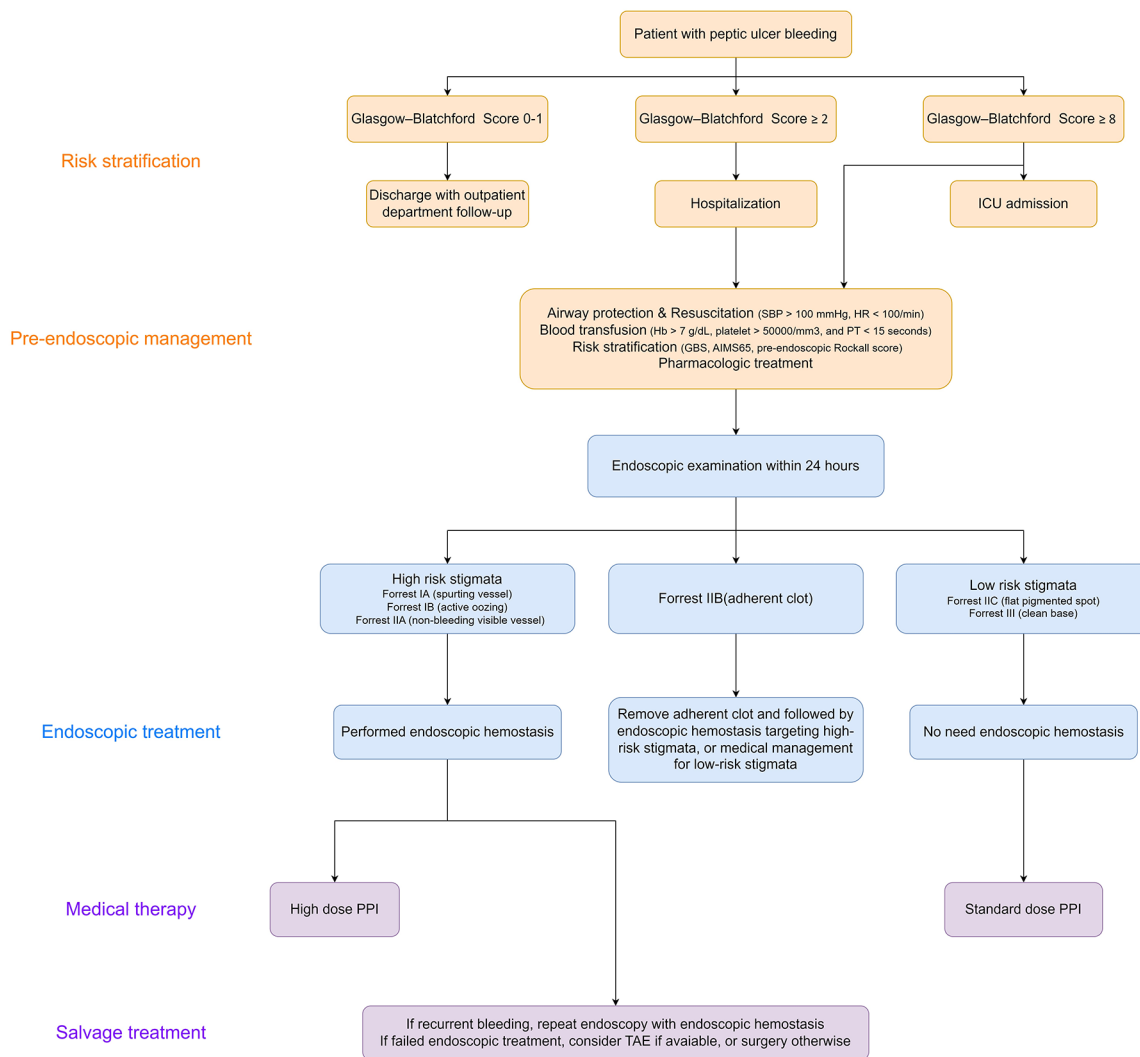 Patient with peptic ulcer bleeding
Glasgow–Blatchford Score 0-1
Glasgow–Blatchford Score ≥ 2
Glasgow–Blatchford Score ≥ 8
Risk stratification
Discharge with outpatient
department follow-up
Hospitalization
ICU admission
Pre-endoscopic management
Airway protection & Resuscitation (SBP > 100 mmHg, HR < 100/min)
Blood transfusion (Hb > 7 g/dL, platelet > 50000/mm3, and PT < 15 seconds)
Risk stratification (GBS, AIMS65, pre-endoscopic Rockall score)
Pharmacologic treatment
Endoscopic examination within 24 hours
High risk stigmata
Forrest IA (spurting vessel)
Forrest IB (active oozing)
Forrest IIA (non-bleeding visible vessel)
Forrest IIB(adherent clot)
Low risk stigmata
Forrest IIC (flat pigmented spot)
Forrest III (clean base)
Endoscopic treatment
Performed endoscopic hemostasis
Remove adherent clot and followed by
endoscopic hemostasis targeting high-
risk stigmata, or medical management
for low-risk stigmata
No need endoscopic hemostasis
Medical therapy
High dose PPI
Standard dose PPI
Salvage treatment
If recurrent bleeding, repeat endoscopy with endoscopic hemostasis
If failed endoscopic treatment, consider TAE if avaiable, or surgery otherwise